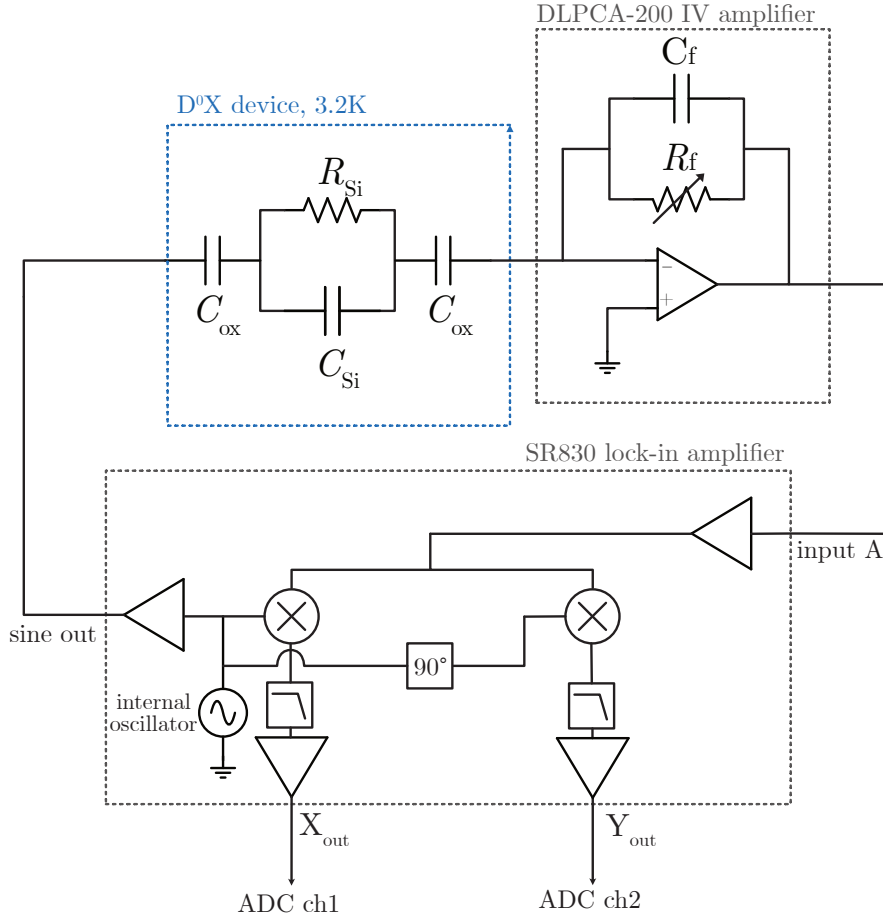 DLPCA-200 IV amplifier
C_f
D⁰X device, 3.2K
R_f
R_Si
−
+
C_ox
C_ox
C_Si
SR830 lock-in amplifier
input A
sine out
90°
internal
oscillator
X_out
Y_out
ADC ch1
ADC ch2